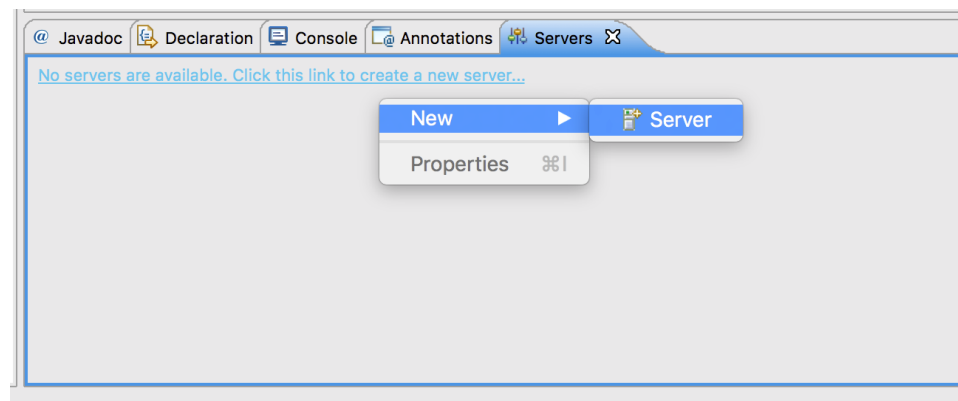 @ Javadoc Declaration Console Annotations Servers
No servers are available. Click this link to create a new server...
New Server
Properties ⌘I